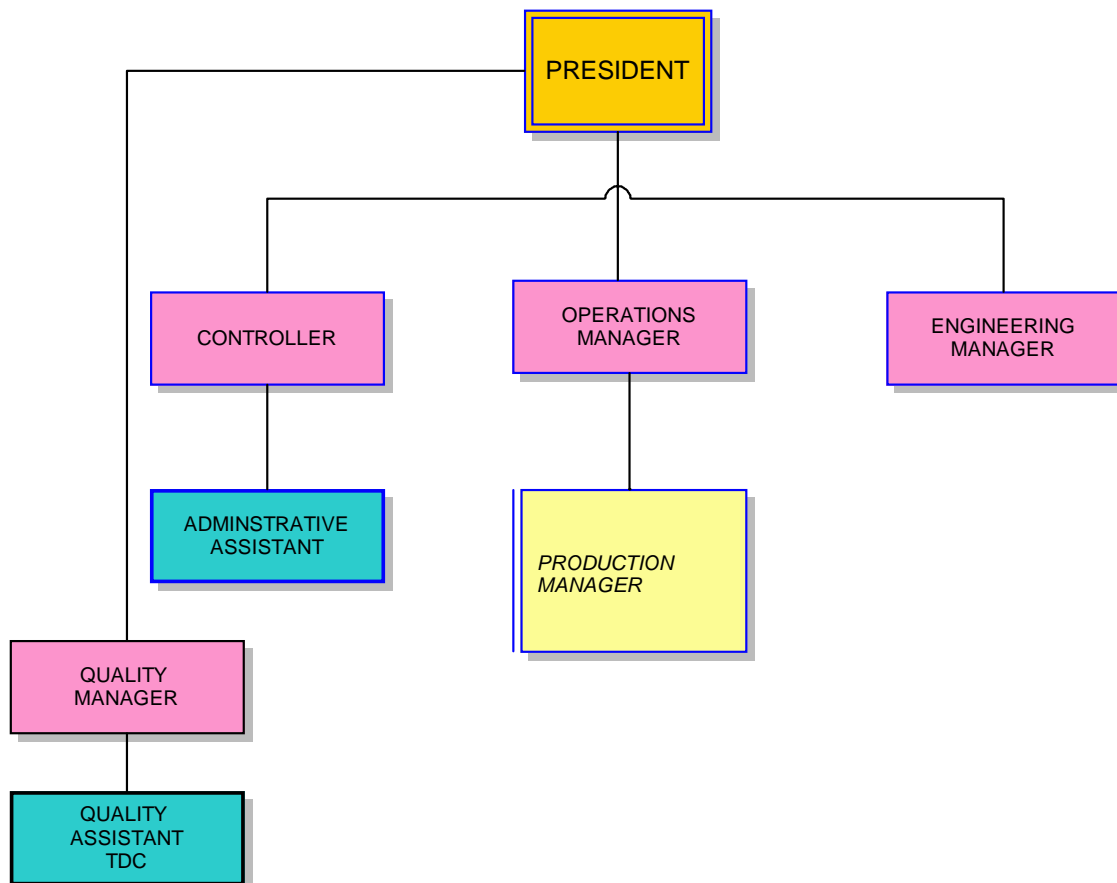 PRESIDENT
CONTROLLER
OPERATIONS
MANAGER
ENGINEERING
MANAGER
ADMINSTRATIVE
ASSISTANT
PRODUCTION
MANAGER
QUALITY
MANAGER
QUALITY
ASSISTANT
TDC